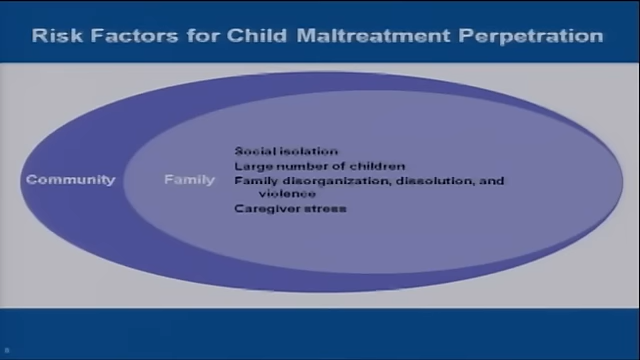 Risk Factors for Child Maltreatment Perpetration
Community
Family
Social isolation
Large number of children
Family disorganization, dissolution, and
violence
Caregiver stress